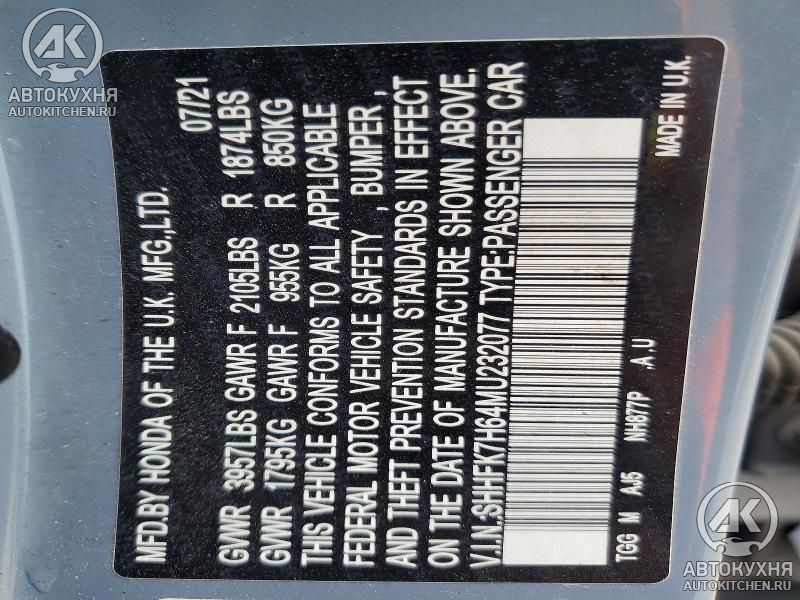 MFD.BY HONDA OF THE U.K. MFG.,LTD. 07/21
GVWR 3957LBS GAWR F 2105LBS R 1874LBS
GVWR 1795KG GAWR F 955KG R 850KG
THIS VEHICLE CONFORMS TO ALL APPLICABLE
FEDERAL MOTOR VEHICLE SAFETY , BUMPER ,
AND THEFT PREVENTION STANDARDS IN EFFECT
ON THE DATE OF MANUFACTURE SHOWN ABOVE.
V.I.N.:SHHFK7H64MU232077 TYPE:PASSENGER CAR
TGG M AJ5 NH877P .A.U MADE IN U.K.
АК
АВТОКУХНЯ
AUTOKITCHEN.RU
АК
АВТОКУХНЯ
AUTOKITCHEN.RU